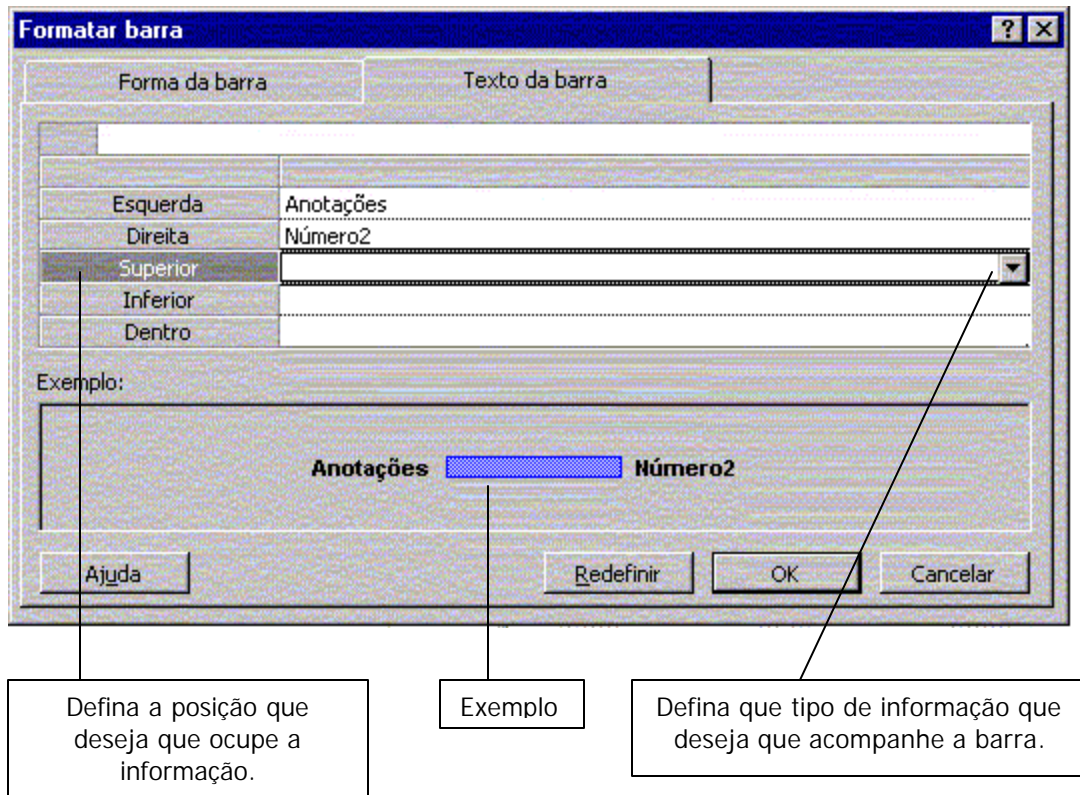 Formatar barra
Forma da barra
Texto da barra
Esquerda Anotações
Direita Número2
Superior
Inferior
Dentro
Exemplo:
Anotações Número2
Ajuda Redefinir OK Cancelar
Defina a posição que
deseja que ocupe a
informação.
Exemplo
Defina que tipo de informação que
deseja que acompanhe a barra.